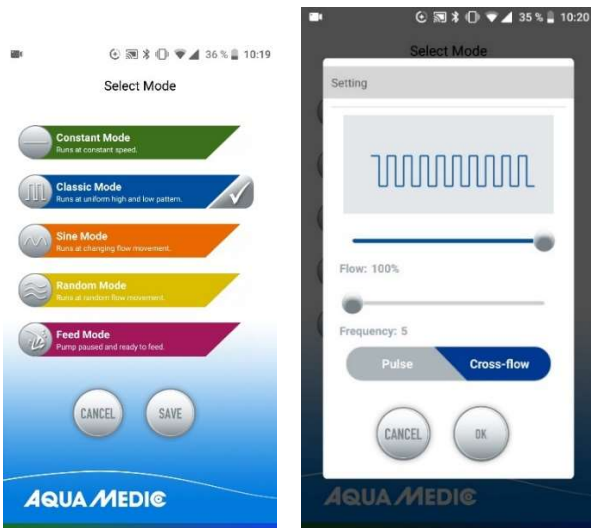 36 % 10:19
Select Mode
Constant Mode
Runs at constant speed.
Classic Mode
Runs at uniform high and low pattern.
Sine Mode
Runs at changing flow movement.
Random Mode
Runs at random flow movement.
Feed Mode
Pump paused and ready to feed.
CANCEL
SAVE
AQUA MEDIC
35 % 10:20
Select Mode
Setting
Flow: 100%
Frequency: 5
Pulse
Cross-flow
CANCEL
OK
AQUA MEDIC